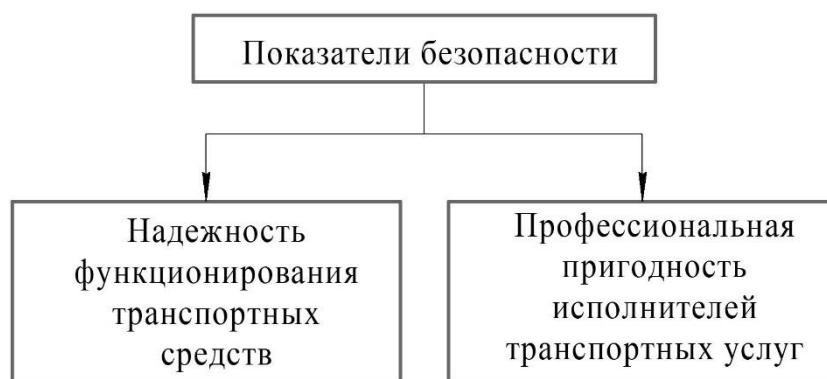 Показатели безопасности
Надежность
функционирования
транспортных
средств
Профессиональная
пригодность
исполнителей
транспортных услуг